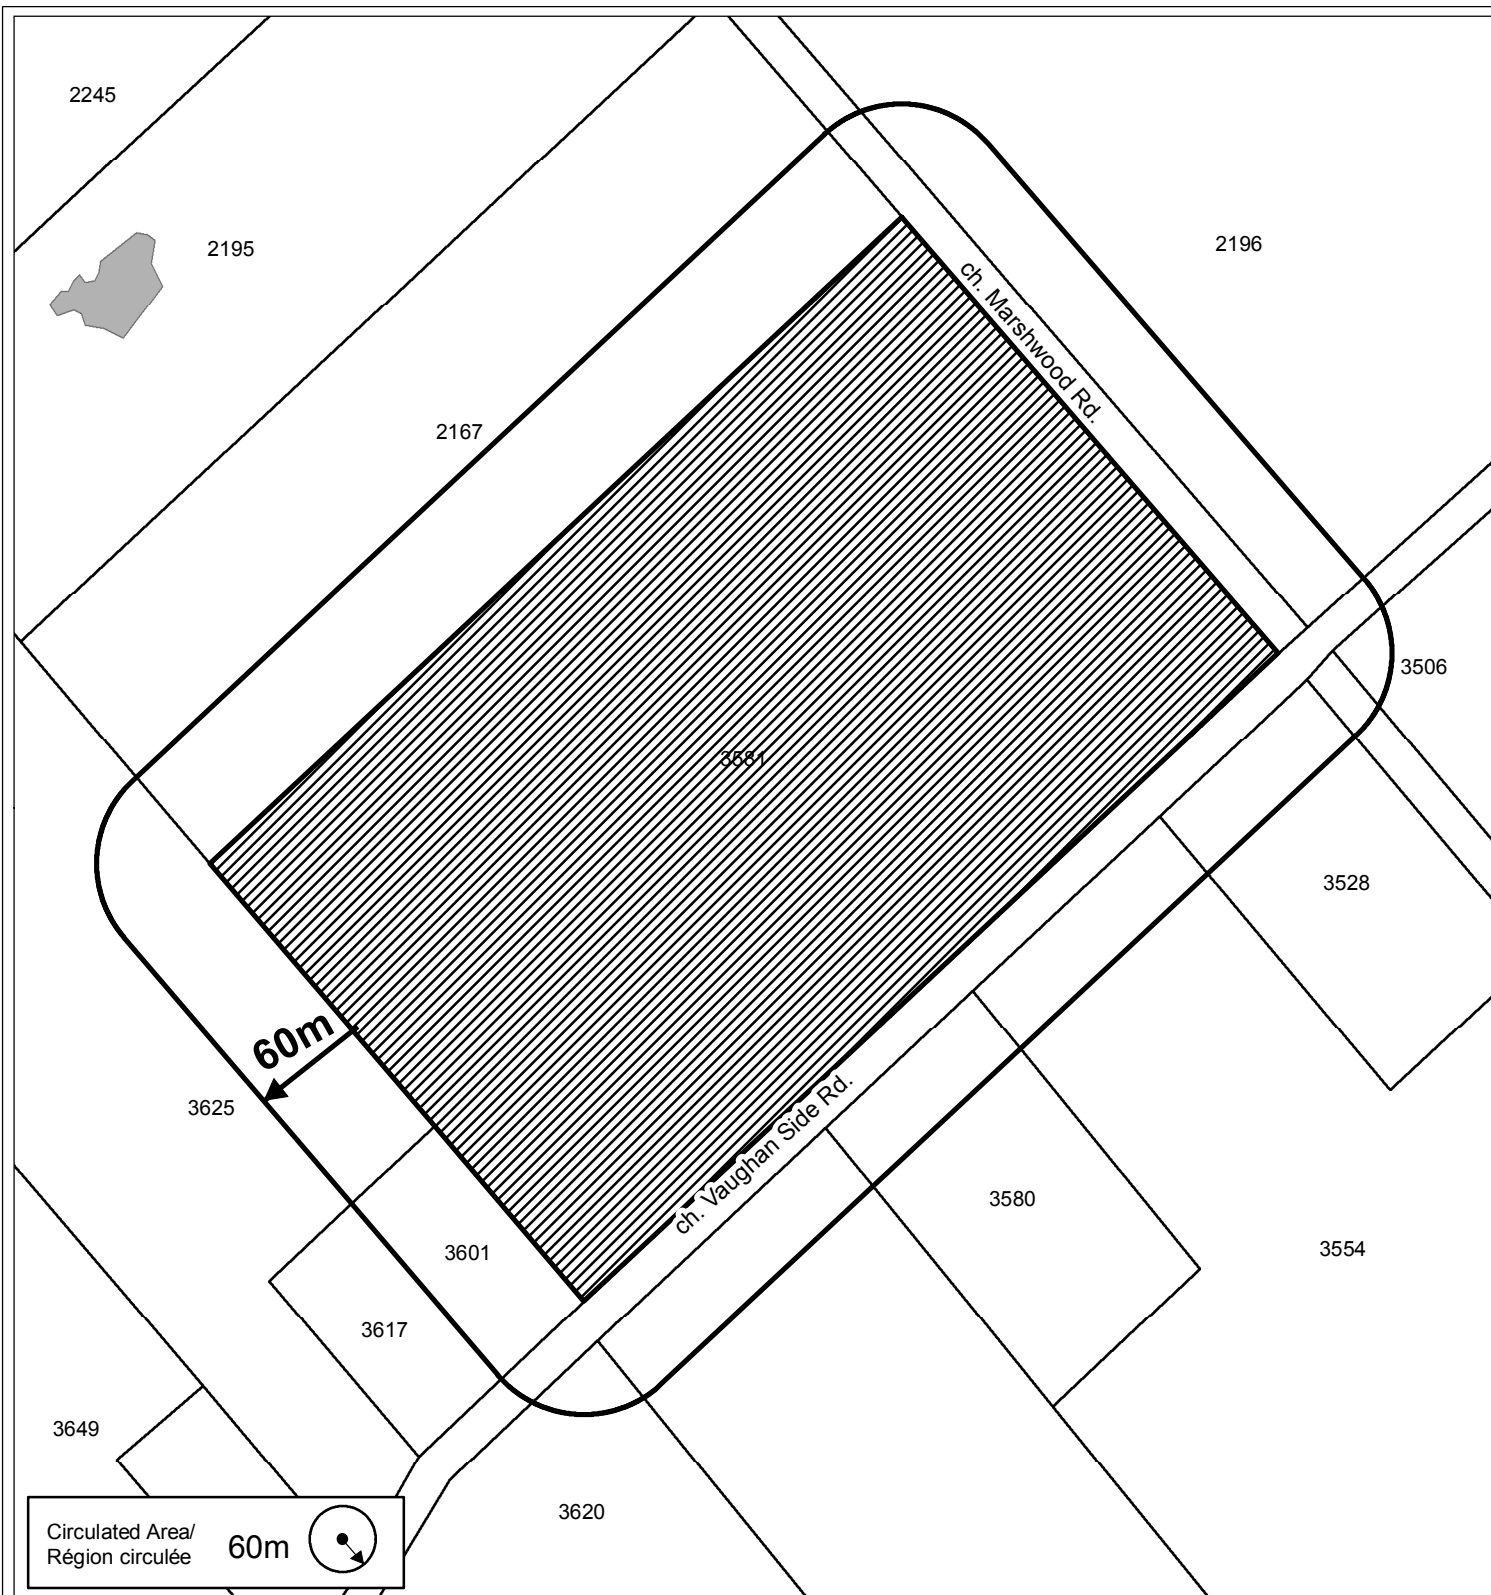 2245
2195
2196
ch. Marshwood Rd.
2167
3506
3581
3528
60m
3625
ch. Vaughan Side Rd.
3580
3601
3554
3617
3649
3620
Circulated Area/
Région circulée
60m